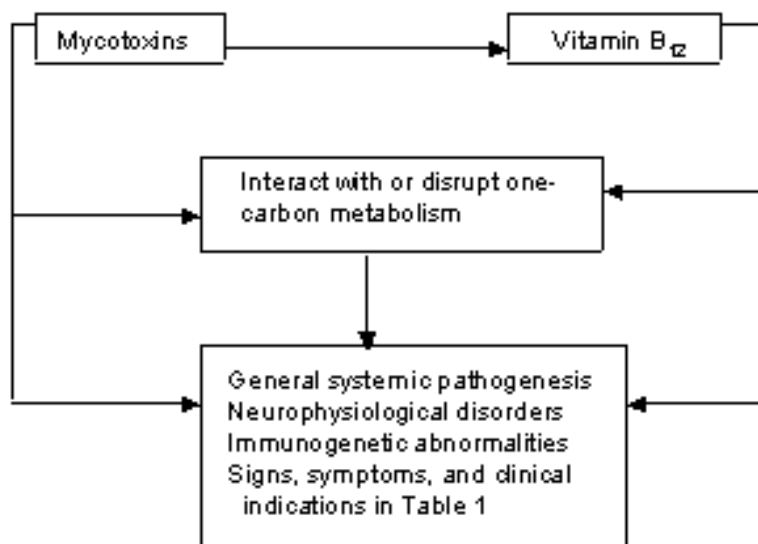 Mycotoxins
Vitamin B12
Interact with or disrupt one-
carbon metabolism
General systemic pathogenesis
Neurophysiological disorders
Immunogenetic abnormalities
Signs, symptoms, and clinical
indications in Table 1